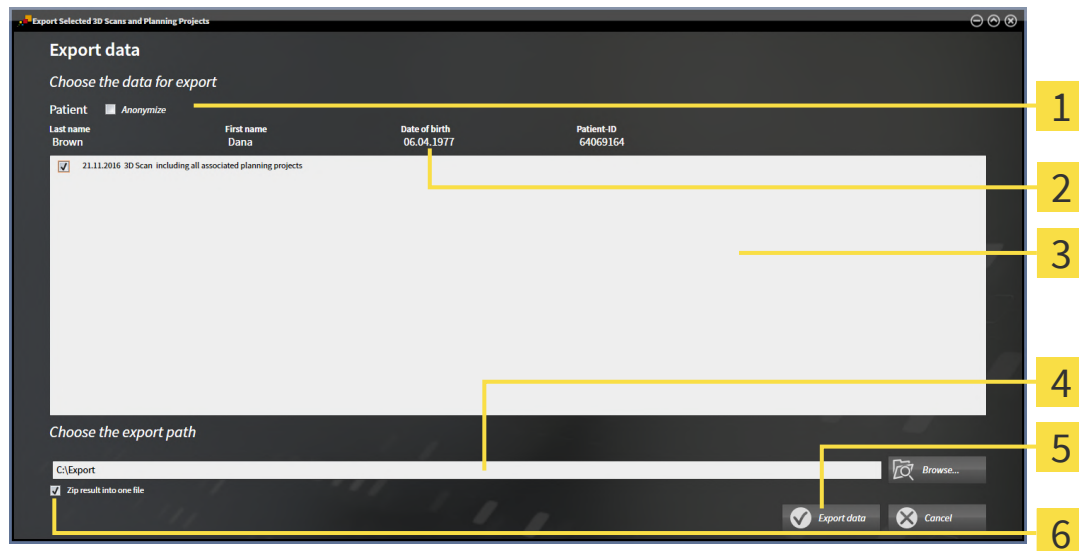 Export Selected 3D Scans and Planning Projects
Export data
Choose the data for export
Patient Anonymize
1
Last name First name Date of birth Patient-ID
Brown Dana 06.04.1977 64069164
21.11.2016 3D Scan including all associated planning projects
2
3
4
Choose the export path
5
C:\Export Browse...
Zip result into one file
Export data Cancel
6